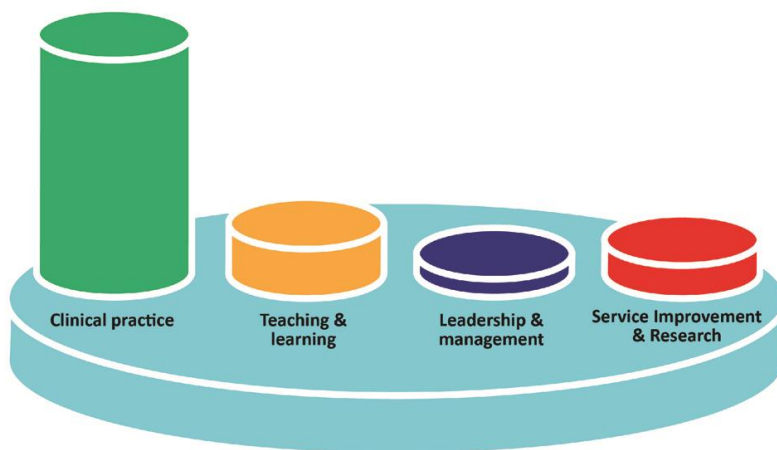 Clinical practice
Teaching &
learning
Leadership &
management
Service Improvement
& Research